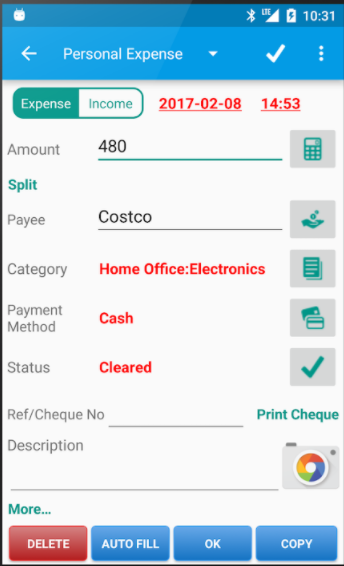 LTE 10:31
Personal Expense
Expense Income 2017-02-08 14:53
Amount 480
Split
Payee Costco
Category Home Office:Electronics
Payment
Method Cash
Status Cleared
Ref/Cheque No Print Cheque
Description
More...
DELETE AUTO FILL OK COPY